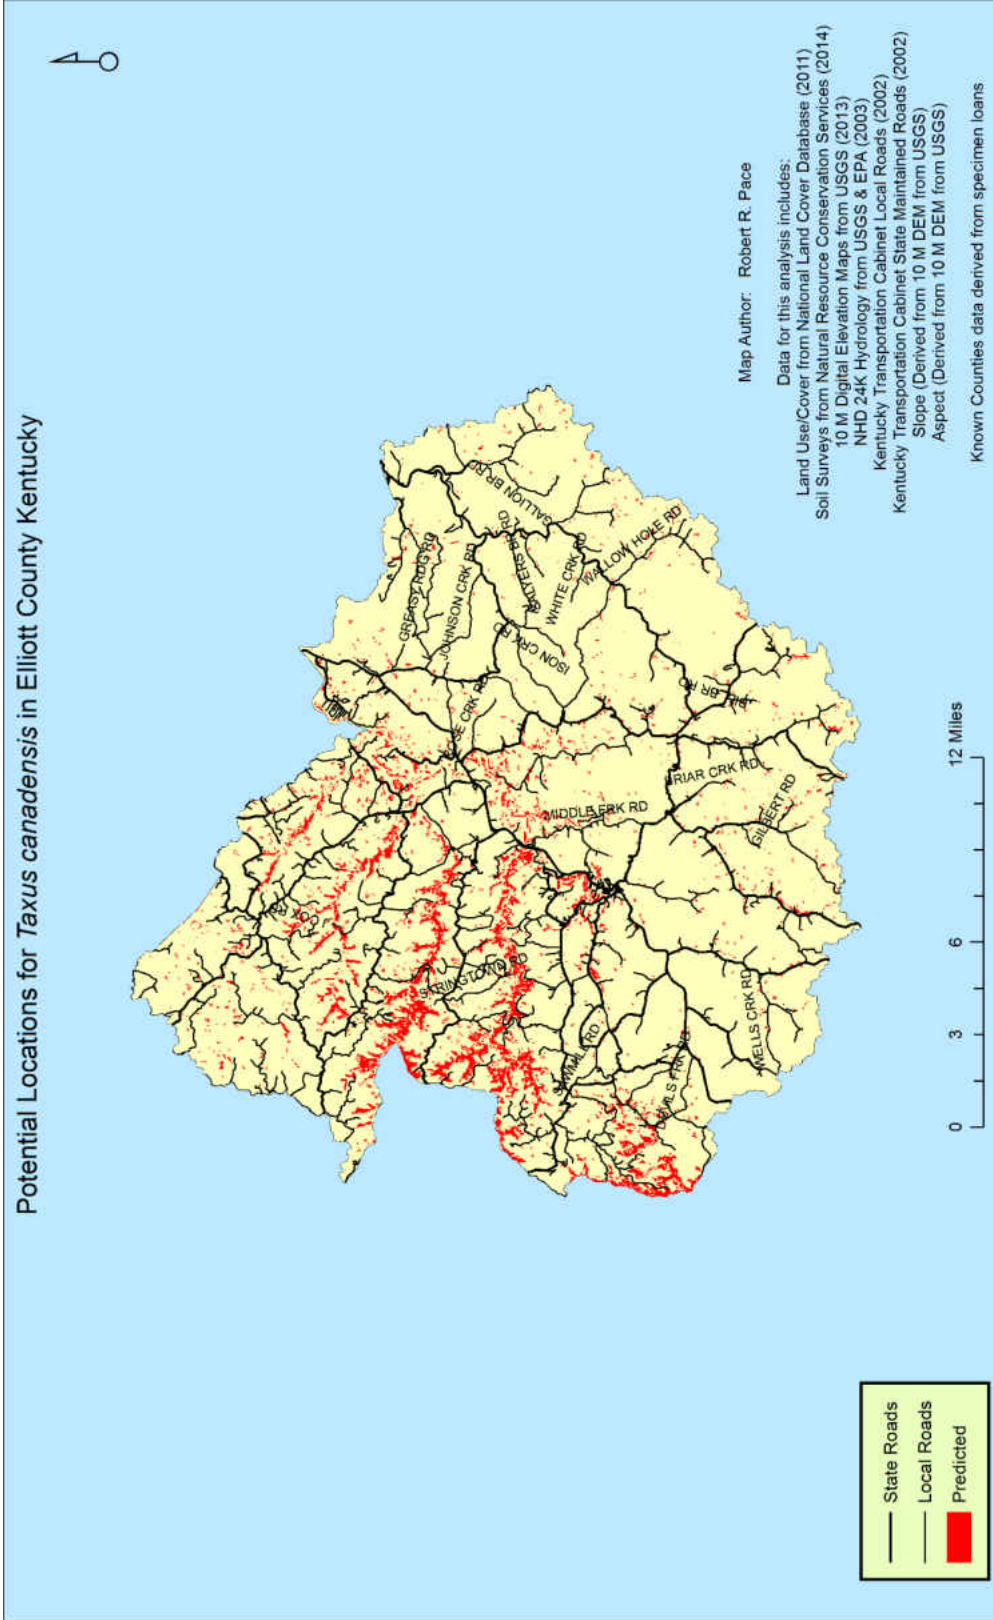 Potential Locations for Taxus canadensis in Elliott County Kentucky
COX RD
STRINGTOWN RD
GREASY RDG RD
JOHNSON CRK RD
GALLION BR RD
WHITE CRK RD
WALLOW HOLE RD
ISON CRK RD
MIDDLE FRK RD
BRIAR CRK RD
GILBERT RD
WELLS CRK RD
0 3 6 12 Miles
State Roads
Local Roads
Predicted
Map Author: Robert R. Pace
Data for this analysis includes:
Land Use/Cover from National Land Cover Database (2011)
Soil Surveys from Natural Resource Conservation Services (2014)
10 M Digital Elevation Maps from USGS (2013)
NHD 24K Hydrology from USGS & EPA (2003)
Kentucky Transportation Cabinet Local Roads (2002)
Kentucky Transportation Cabinet State Maintained Roads (2002)
Slope (Derived from 10 M DEM from USGS)
Aspect (Derived from 10 M DEM from USGS)
Known Counties data derived from specimen loans